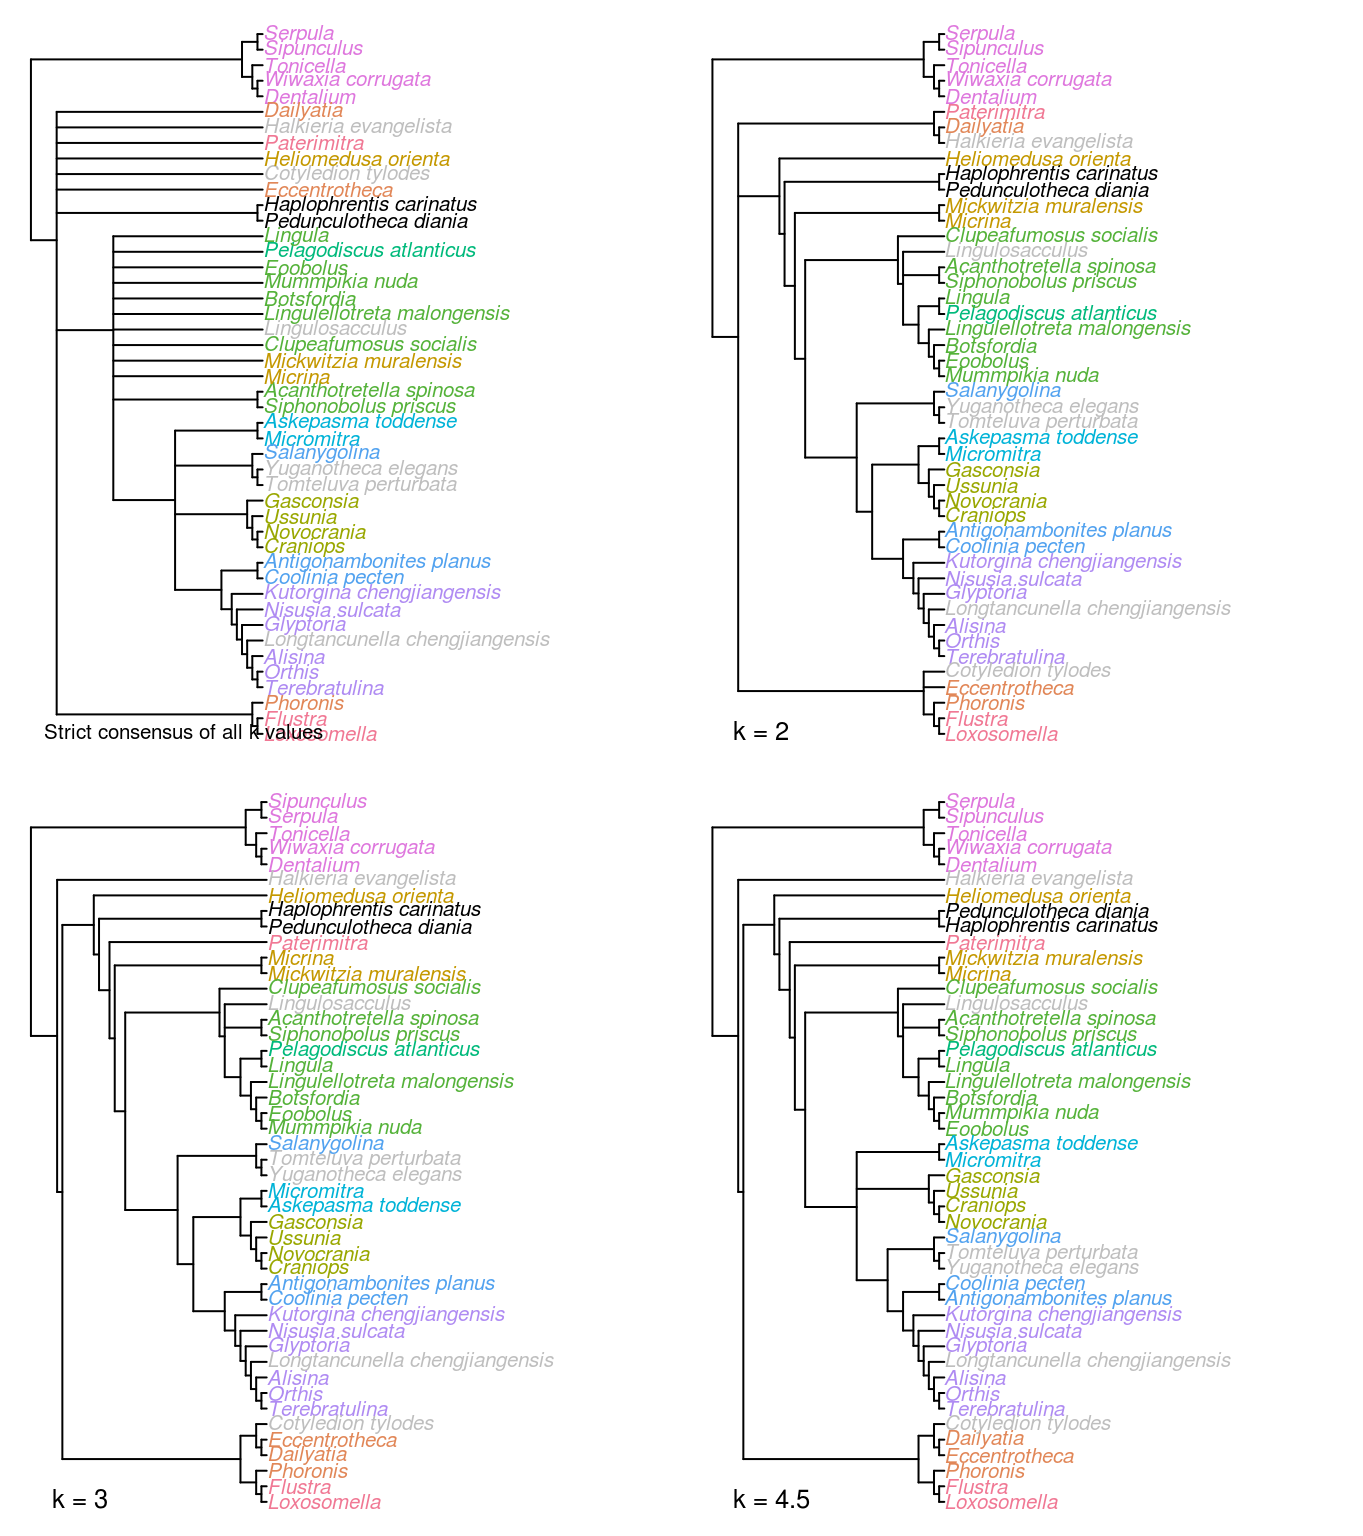 Serpula
Sipunculus
Tonicella
Wiwaxia corrugata
Dentalium
Dailyatia
Halkieria evangelista
Paterimitra
Heliomedusa orienta
Cotyledion tylodes
Eccentrotheca
Haplophrentis carinatus
Pedunculotheca diania
Lingula
Pelagodiscus atlanticus
Eoobolus
Mummpikia nuda
Botsfordia
Lingulellotreta malongensis
Lingulosacculus
Clupeafumosus socialis
Mickwitzia muralensis
Micrina
Acanthotretella spinosa
Siphonobolus priscus
Askepasma toddense
Micromitra
Salanygolina
Yuganotheca elegans
Tomteluva perturbata
Gasconsia
Ussunia
Novocrania
Craniops
Antigonambonites planus
Coolinia pecten
Kutorgina chengjiangensis
Nisusia sulcata
Glyptoria
Longtancunella chengjiangensis
Alisina
Orthis
Terebratulina
Phoronis
Flustra
Loxosomella
Strict consensus of all k values
Serpula
Sipunculus
Tonicella
Wiwaxia corrugata
Dentalium
Paterimitra
Dailyatia
Halkieria evangelista
Heliomedusa orienta
Haplophrentis carinatus
Pedunculotheca diania
Mickwitzia muralensis
Micrina
Clupeafumosus socialis
Lingulosacculus
Acanthotretella spinosa
Siphonobolus priscus
Lingula
Pelagodiscus atlanticus
Lingulellotreta malongensis
Botsfordia
Eoobolus
Mummpikia nuda
Salanygolina
Yuganotheca elegans
Tomteluva perturbata
Askepasma toddense
Micromitra
Gasconsia
Ussunia
Novocrania
Craniops
Antigonambonites planus
Coolinia pecten
Kutorgina chengjiangensis
Nisusia sulcata
Glyptoria
Longtancunella chengjiangensis
Alisina
Orthis
Terebratulina
Cotyledion tylodes
Eccentrotheca
Phoronis
Flustra
Loxosomella
k = 2
Sipunculus
Serpula
Tonicella
Wiwaxia corrugata
Dentalium
Halkieria evangelista
Heliomedusa orienta
Haplophrentis carinatus
Pedunculotheca diania
Paterimitra
Micrina
Mickwitzia muralensis
Clupeafumosus socialis
Lingulosacculus
Acanthotretella spinosa
Siphonobolus priscus
Pelagodiscus atlanticus
Lingula
Lingulellotreta malongensis
Botsfordia
Eoobolus
Mummpikia nuda
Salanygolina
Tomteluva perturbata
Yuganotheca elegans
Micromitra
Askepasma toddense
Gasconsia
Ussunia
Novocrania
Craniops
Antigonambonites planus
Coolinia pecten
Kutorgina chengjiangensis
Nisusia sulcata
Glyptoria
Longtancunella chengjiangensis
Alisina
Orthis
Terebratulina
Cotyledion tylodes
Eccentrotheca
Dailyatia
Phoronis
Flustra
Loxosomella
k = 3
Serpula
Sipunculus
Tonicella
Wiwaxia corrugata
Dentalium
Halkieria evangelista
Heliomedusa orienta
Pedunculotheca diania
Haplophrentis carinatus
Paterimitra
Mickwitzia muralensis
Micrina
Clupeafumosus socialis
Lingulosacculus
Acanthotretella spinosa
Siphonobolus priscus
Pelagodiscus atlanticus
Lingula
Lingulellotreta malongensis
Botsfordia
Mummpikia nuda
Eoobolus
Askepasma toddense
Micromitra
Gasconsia
Ussunia
Craniops
Novocrania
Salanygolina
Tomteluva perturbata
Yuganotheca elegans
Coolinia pecten
Antigonambonites planus
Kutorgina chengjiangensis
Nisusia sulcata
Glyptoria
Longtancunella chengjiangensis
Alisina
Orthis
Terebratulina
Cotyledion tylodes
Dailyatia
Eccentrotheca
Phoronis
Flustra
Loxosomella
k = 4.5